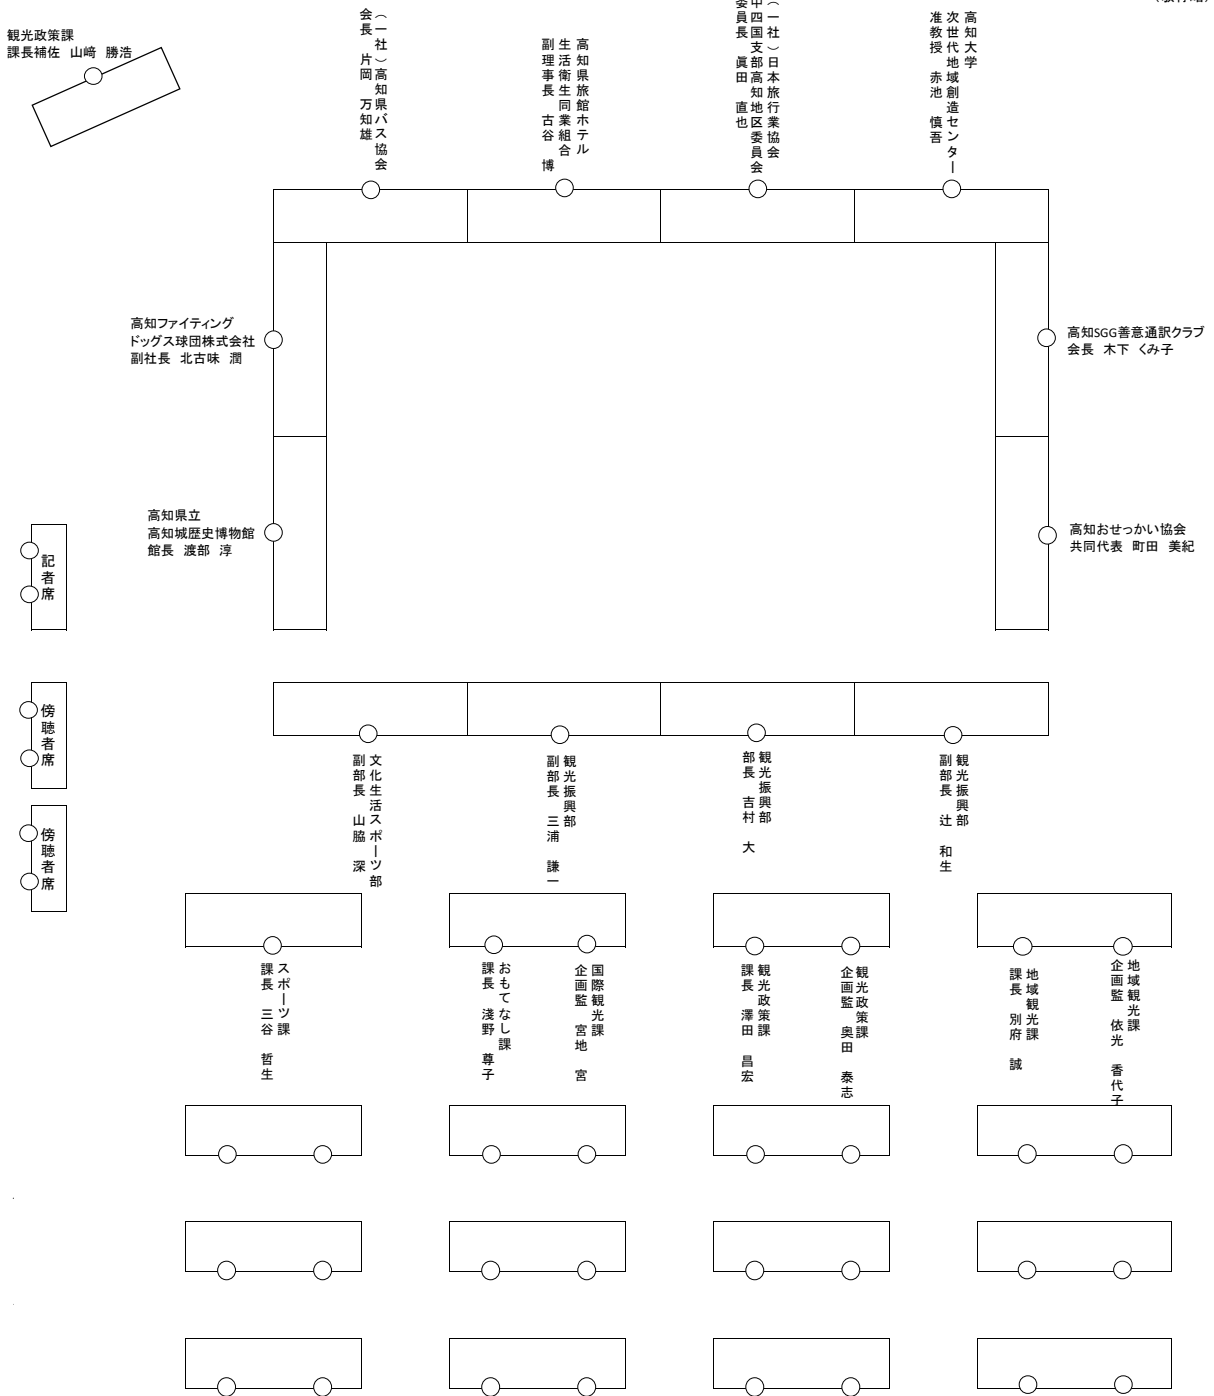 観光政策課
課長補佐 山﨑 勝浩
(一社)高知県バス協会
会長 片岡 万知雄
高知県旅館ホテル
生活衛生同業組合
副理事長 古谷 博
(一社)日本旅行業協会
中四国支部高知地区委員会
委員長 眞田 直也
高知大学
次世代地域創造センター
准教授 赤池 慎吾
高知ファイティング
ドッグス球団株式会社
副社長 北古味 潤
高知SGG善意通訳クラブ
会長 木下 くみ子
高知県立
高知城歴史博物館
館長 渡部 淳
高知おせっかい協会
共同代表 町田 美紀
記者席
傍聴者席
傍聴者席
文化生活スポーツ部
副部長 山脇 深
観光振興部
副部長 三浦 謙一
観光振興部
部長 吉村 大
観光振興部
副部長 辻 和生
スポーツ課
課長 三谷 哲生
おもてなし課
課長 淺野 尊子
国際観光課
企画監 宮地 宮
観光政策課
課長 澤田 昌宏
観光政策課
企画監 奥田 泰志
地域観光課
課長 別府 誠
地域観光課
企画監 依光 香代子